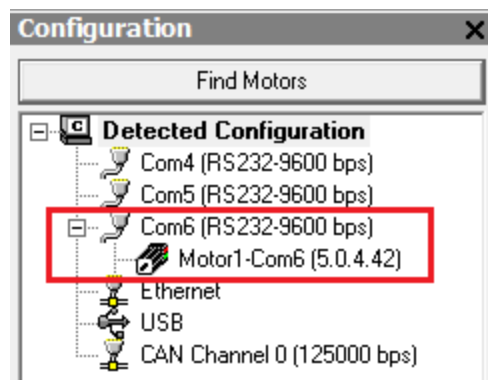 Configuration
Find Motors
Detected Configuration
Com4 (RS232-9600 bps)
Com5 (RS232-9600 bps)
Com6 (RS232-9600 bps)
Motor1-Com6 (5.0.4.42)
Ethernet
USB
CAN Channel 0 (125000 bps)